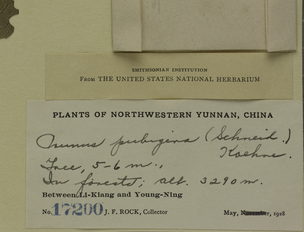 SMITHSONIAN INSTITUTION
FROM THE UNITED STATES NATIONAL HERBARIUM
PLANTS OF NORTHWESTERN YUNNAN, CHINA
Prunus pubigera (Schneid.)
Koehne.
Tree, 5-6 m.,
In forests; alt. 3290 m.
Between Li-Kiang and Young-Ning
No. 17200 J. F. ROCK, Collector May, 1928